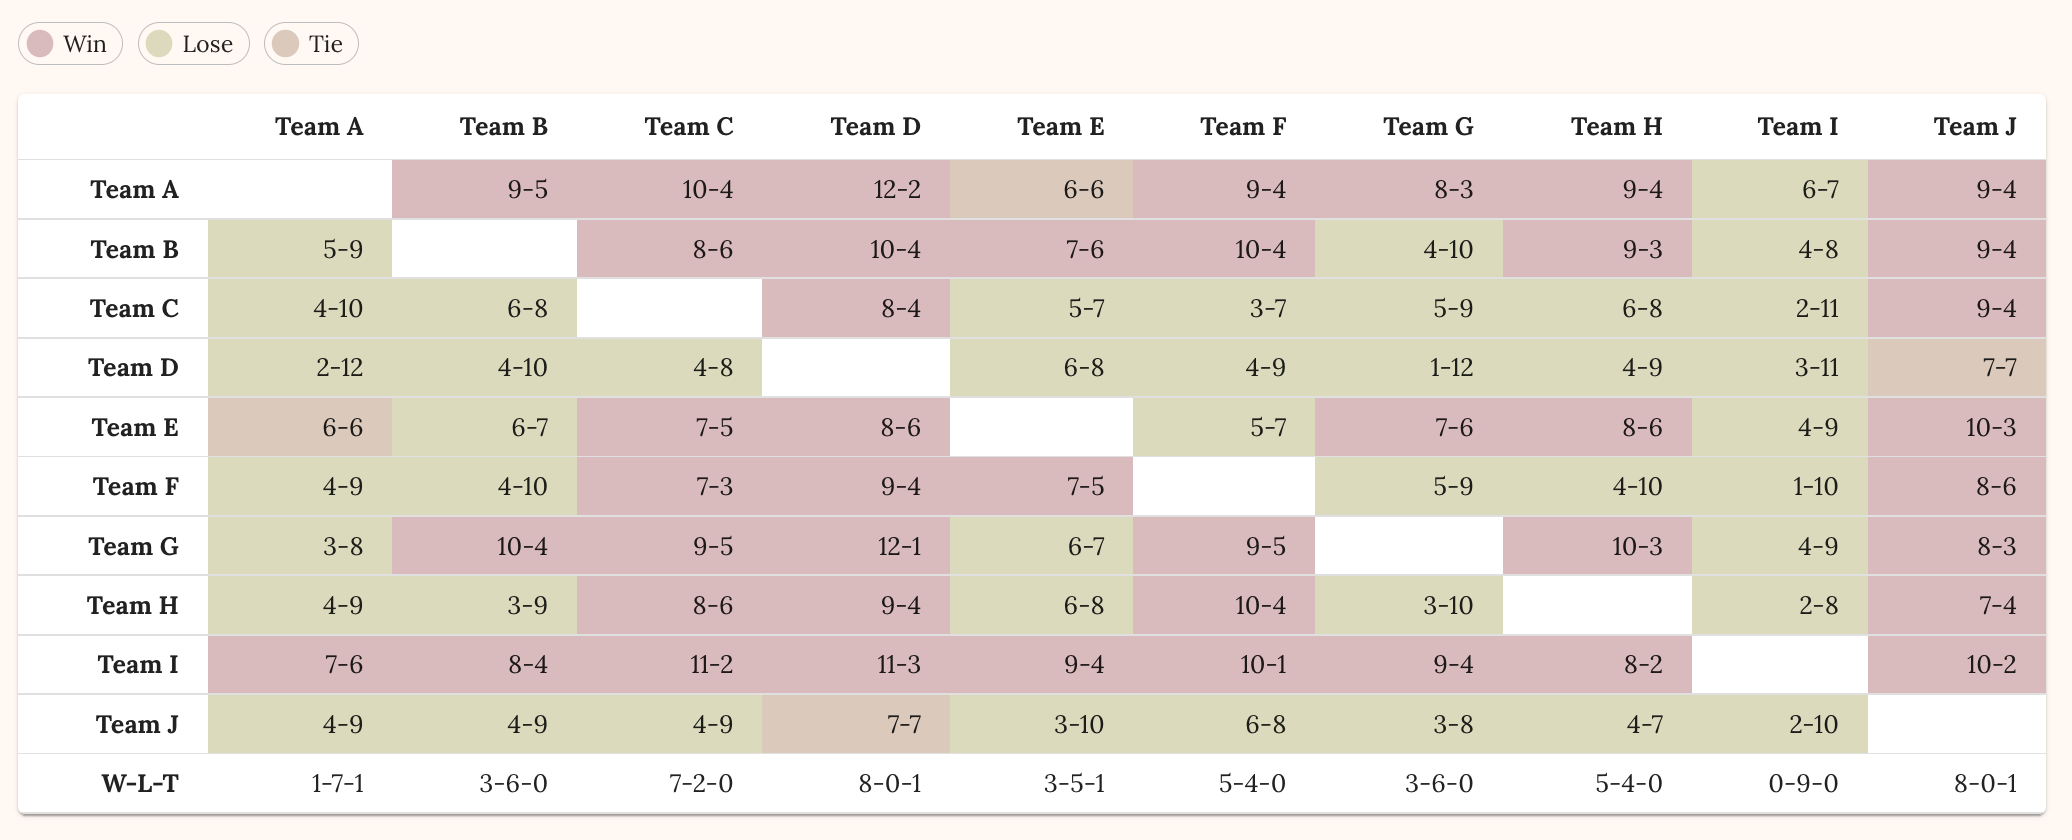 Win Lose Tie
Team A Team B Team C Team D Team E Team F Team G Team H Team I Team J
Team A 9-5 10-4 12-2 6-6 9-4 8-3 9-4 6-7 9-4
Team B 5-9 8-6 10-4 7-6 10-4 4-10 9-3 4-8 9-4
Team C 4-10 6-8 8-4 5-7 3-7 5-9 6-8 2-11 9-4
Team D 2-12 4-10 4-8 6-8 4-9 1-12 4-9 3-11 7-7
Team E 6-6 6-7 7-5 8-6 5-7 7-6 8-6 4-9 10-3
Team F 4-9 4-10 7-3 9-4 7-5 5-9 4-10 1-10 8-6
Team G 3-8 10-4 9-5 12-1 6-7 9-5 10-3 4-9 8-3
Team H 4-9 3-9 8-6 9-4 6-8 10-4 3-10 2-8 7-4
Team I 7-6 8-4 11-2 11-3 9-4 10-1 9-4 8-2 10-2
Team J 4-9 4-9 4-9 7-7 3-10 6-8 3-8 4-7 2-10
W-L-T 1-7-1 3-6-0 7-2-0 8-0-1 3-5-1 5-4-0 3-6-0 5-4-0 0-9-0 8-0-1